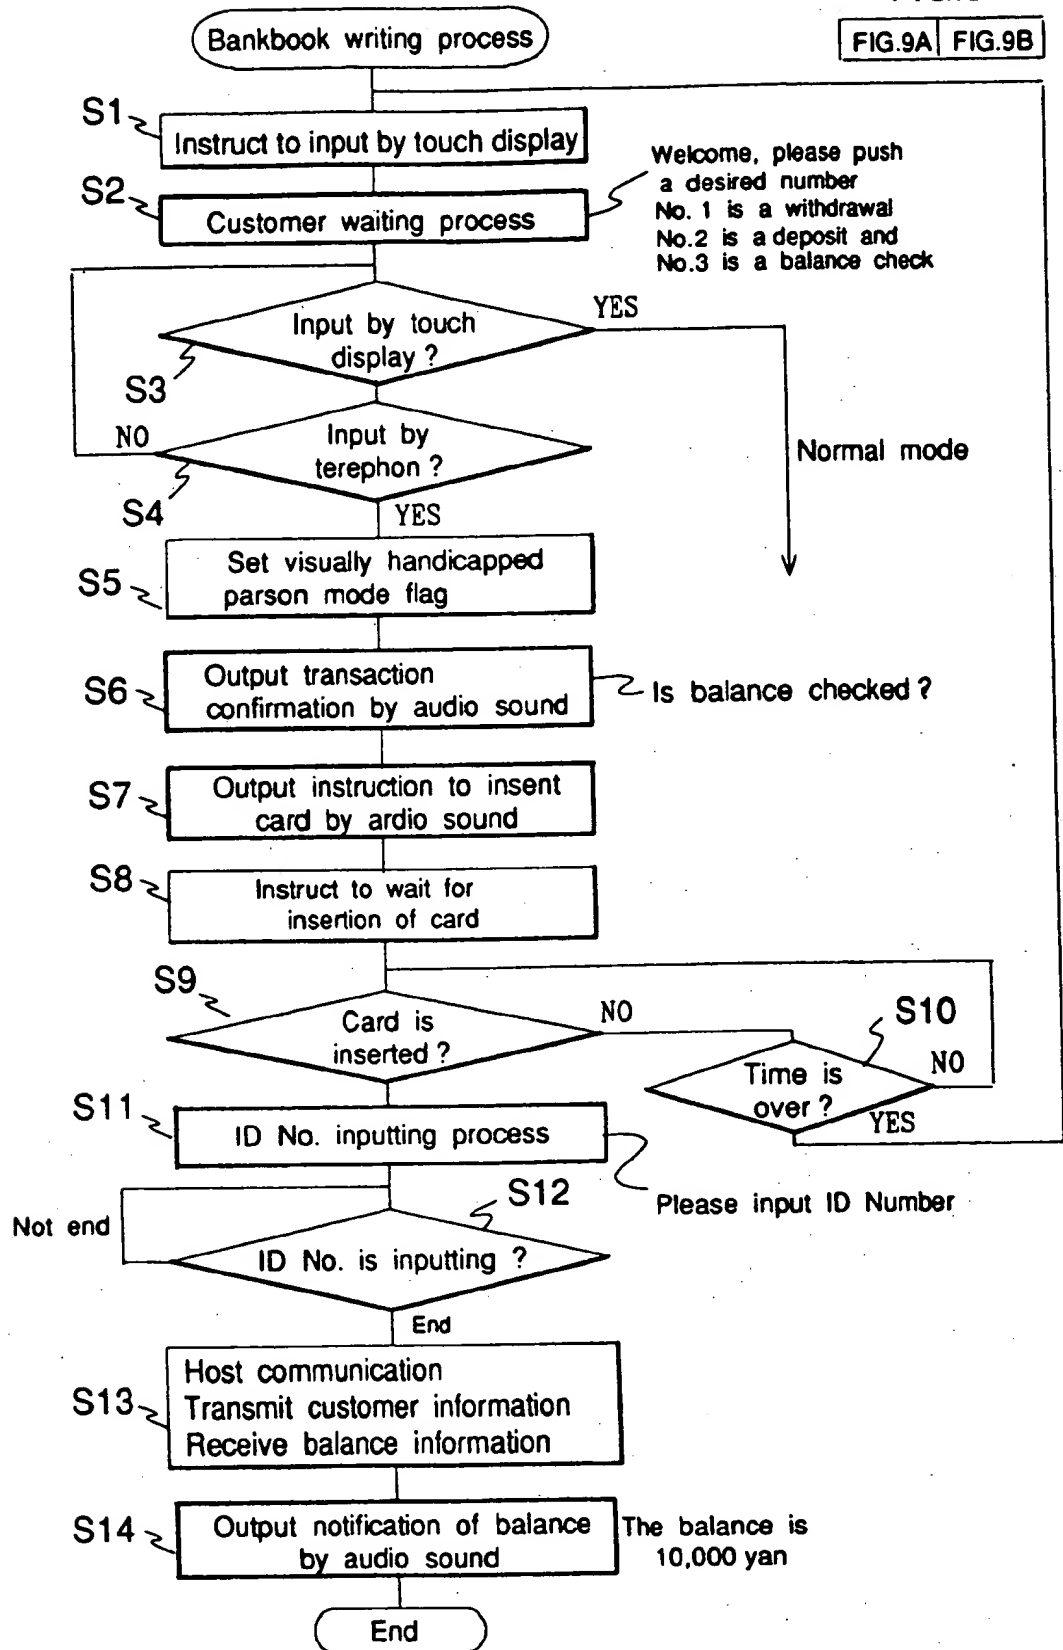 FIG.9A FIG.9B
Bankbook writing process
S1
Instruct to input by touch display
S2
Customer waiting process
Welcome, please push
a desired number
No. 1 is a withdrawal
No.2 is a deposit and
No.3 is a balance check
Input by touch
display ?
YES
S3
NO
Input by
terephon ?
Normal mode
S4
YES
S5
Set visually handicapped
parson mode flag
S6
Output transaction
confirmation by audio sound
Is balance checked ?
S7
Output instruction to insent
card by ardio sound
S8
Instruct to wait for
insertion of card
S9
Card is
inserted ?
NO
S10
Time is
over ?
NO
YES
S11
ID No. inputting process
Please input ID Number
S12
Not end
ID No. is inputting ?
End
S13
Host communication
Transmit customer information
Receive balance information
S14
Output notification of balance
by audio sound
The balance is
10,000 yan
End